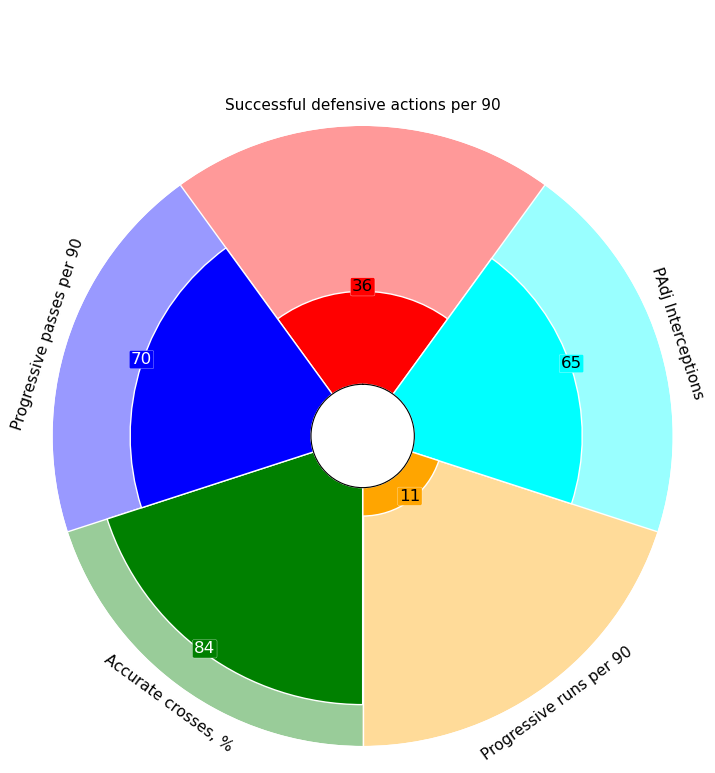 Successful defensive actions per 90
36
PAdj Interceptions
65
Progressive passes per 90
70
11
Progressive runs per 90
84
Accurate crosses, %